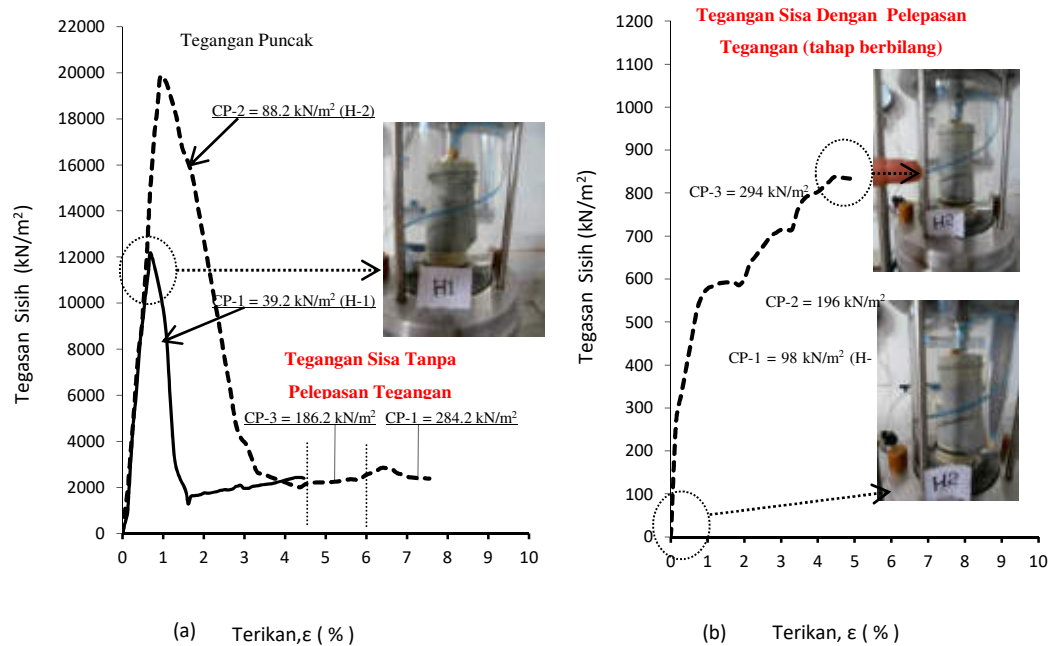 Tegangan Puncak
CP-2 = 88.2 kN/m² (H-2)
CP-1 = 39.2 kN/m² (H-1)
H1
Tegangan Sisa Tanpa
Pelepasan Tegangan
CP-3 = 186.2 kN/m² CP-1 = 284.2 kN/m²
Tegasan Sisih (kN/m²)
22000
20000
18000
16000
14000
12000
10000
8000
6000
4000
2000
0
0 1 2 3 4 5 6 7 8 9 10
(a) Terikan,ε ( % )
Tegangan Sisa Dengan Pelepasan
Tegangan (tahap berbilang)
CP-3 = 294 kN/m²
H2
CP-2 = 196 kN/m²
CP-1 = 98 kN/m² (H-
H2
Tegasan Sisih (kN/m²)
1200
1100
1000
900
800
700
600
500
400
300
200
100
0
0 1 2 3 4 5 6 7 8 9 10
(b) Terikan, ε ( % )